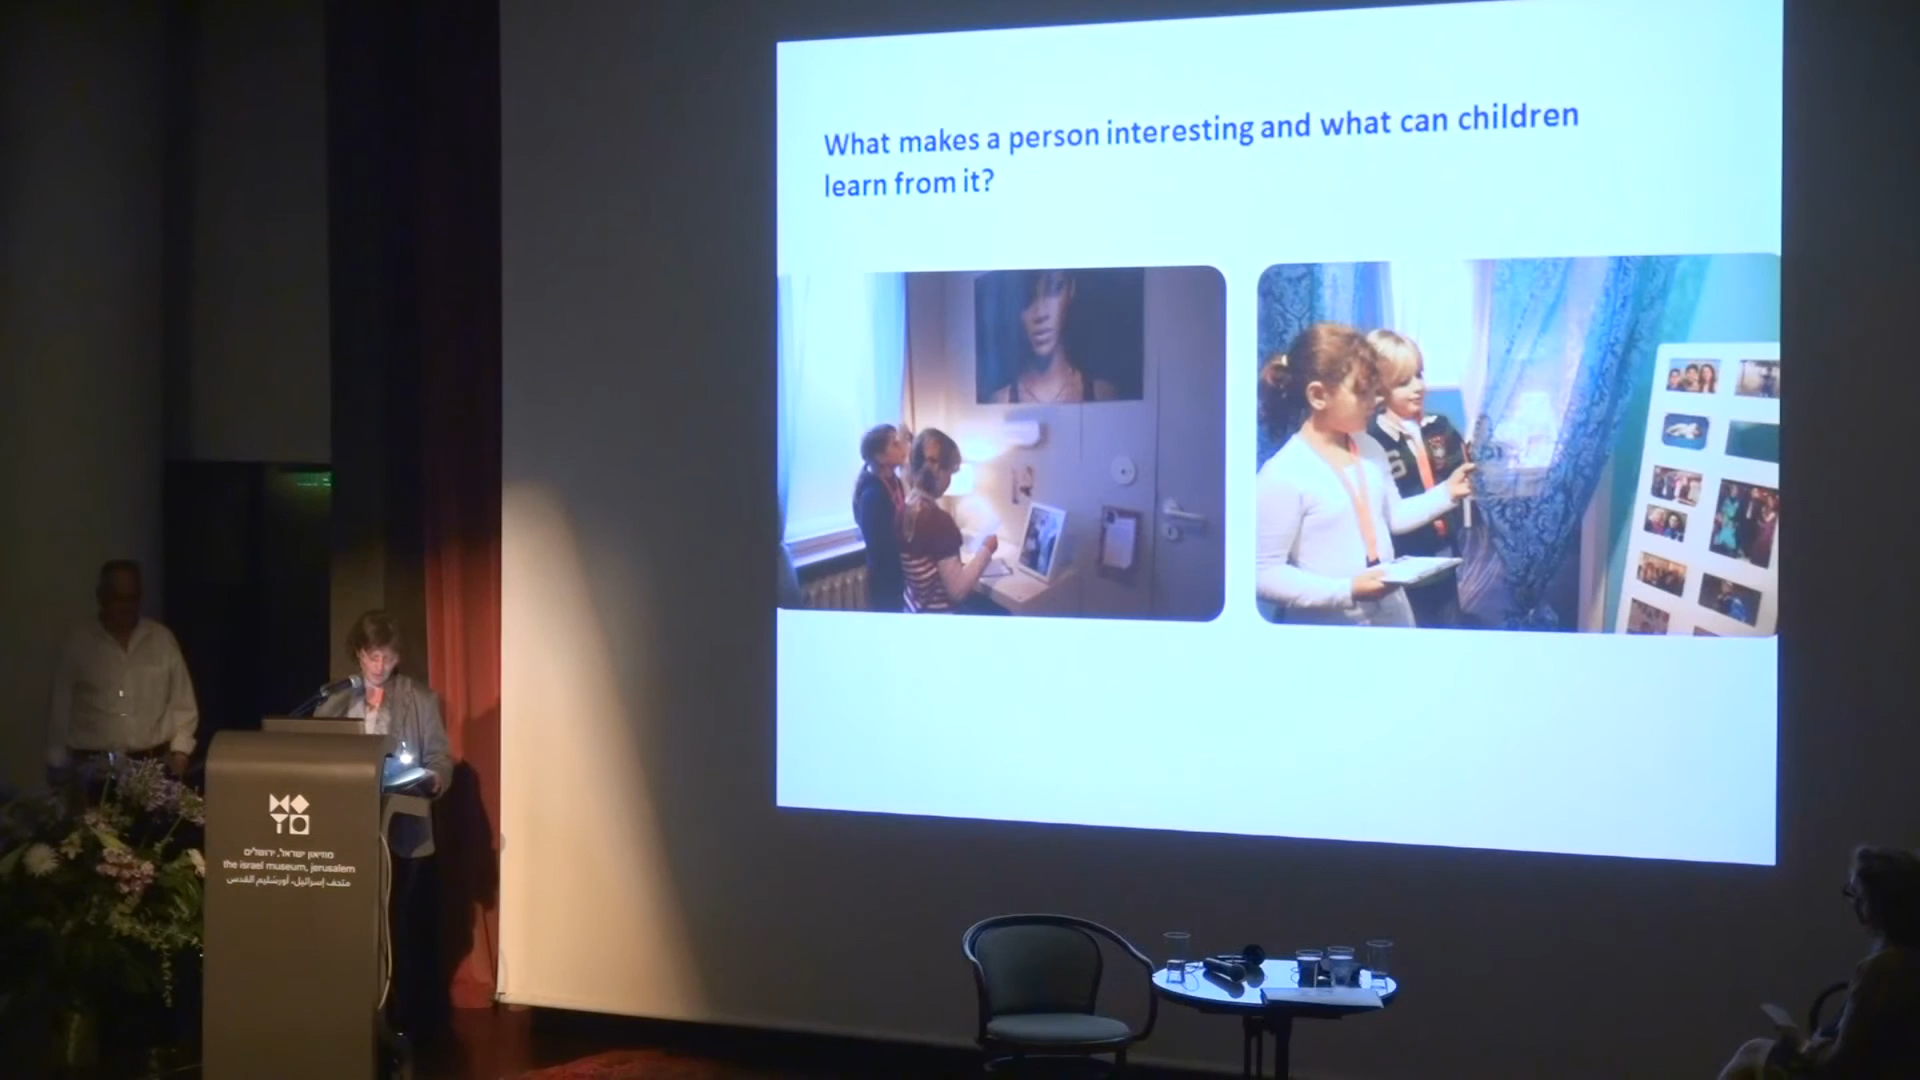 What makes a person interesting and what can children
learn from it?
מוזיאון ישראל, ירושלים
the israel museum, jerusalem
متحف إسرائيل، أورشليم القدس